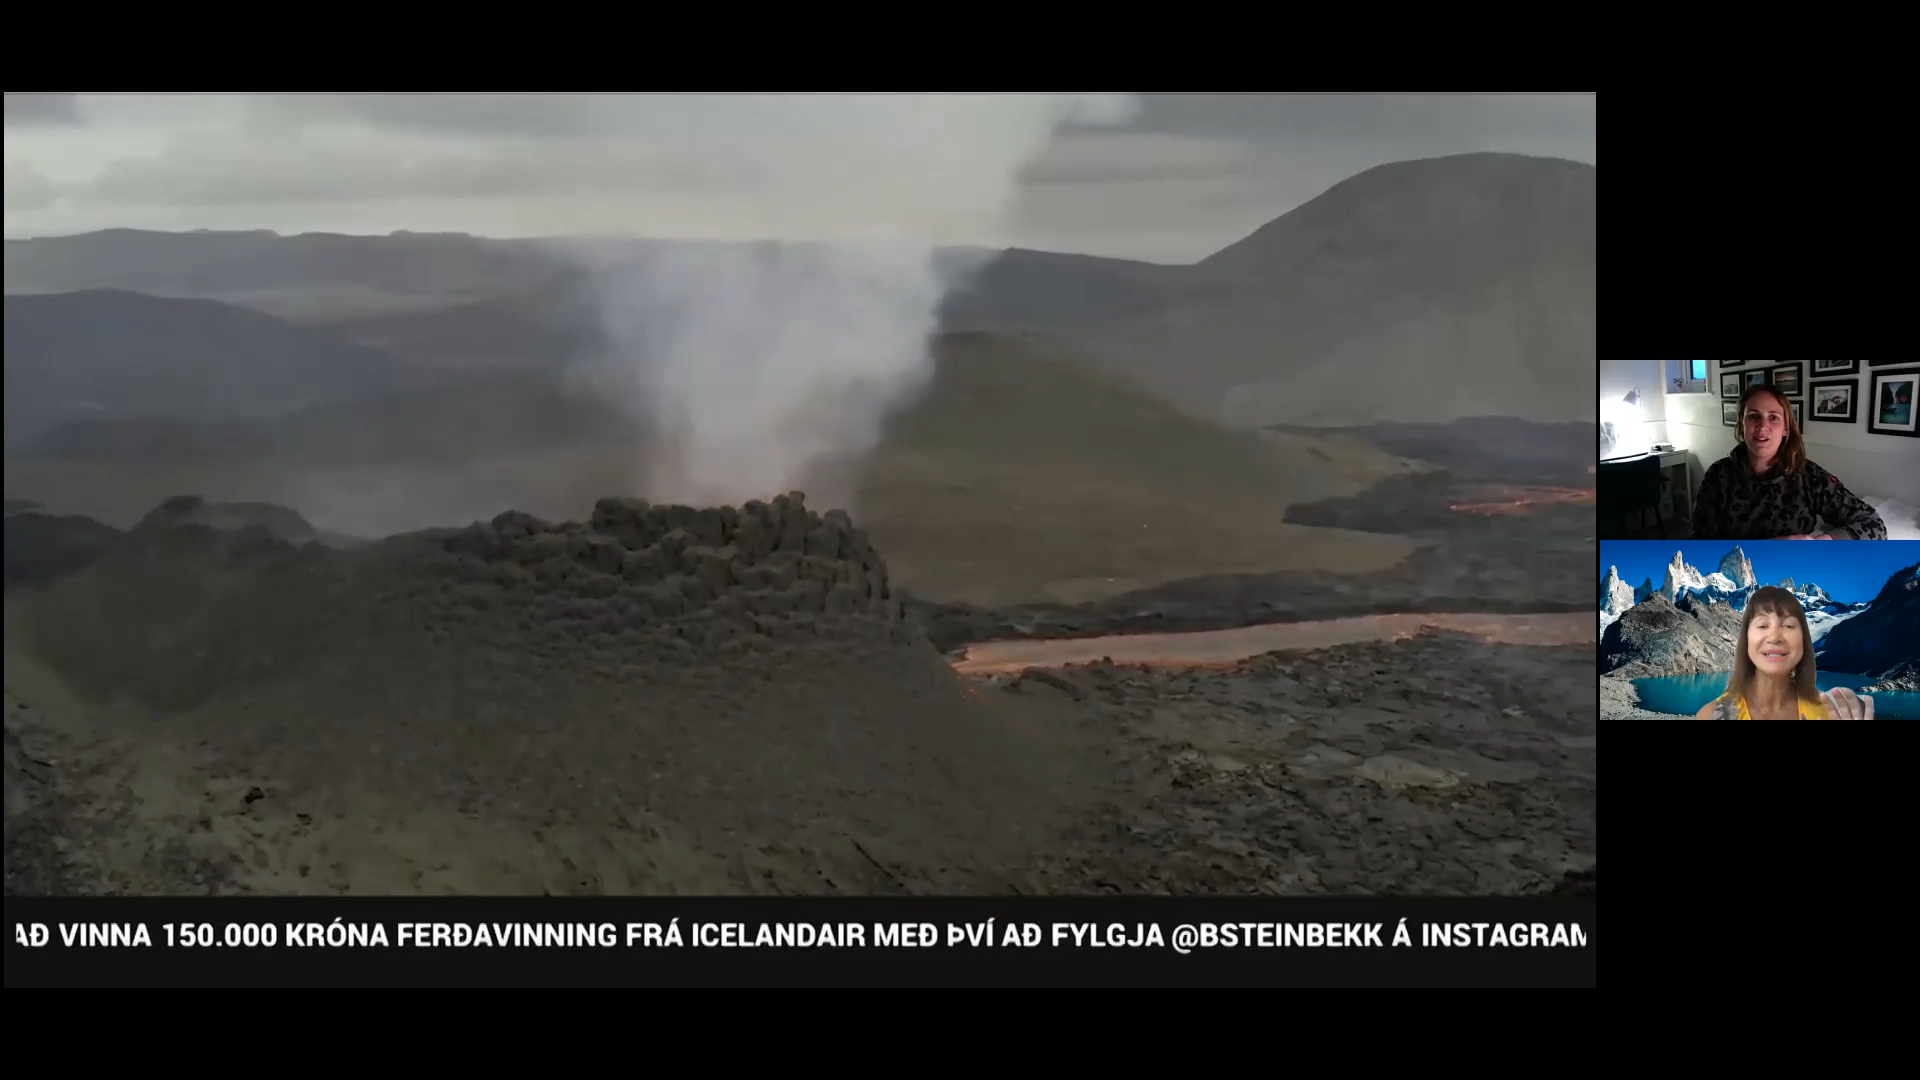 AÐ VINNA 150.000 KRÓNA FERÐAVINNING FRÁ ICELANDAIR MEÐ ÞVÍ AÐ FYLGJA @BSTEINBEKK Á INSTAGRAM